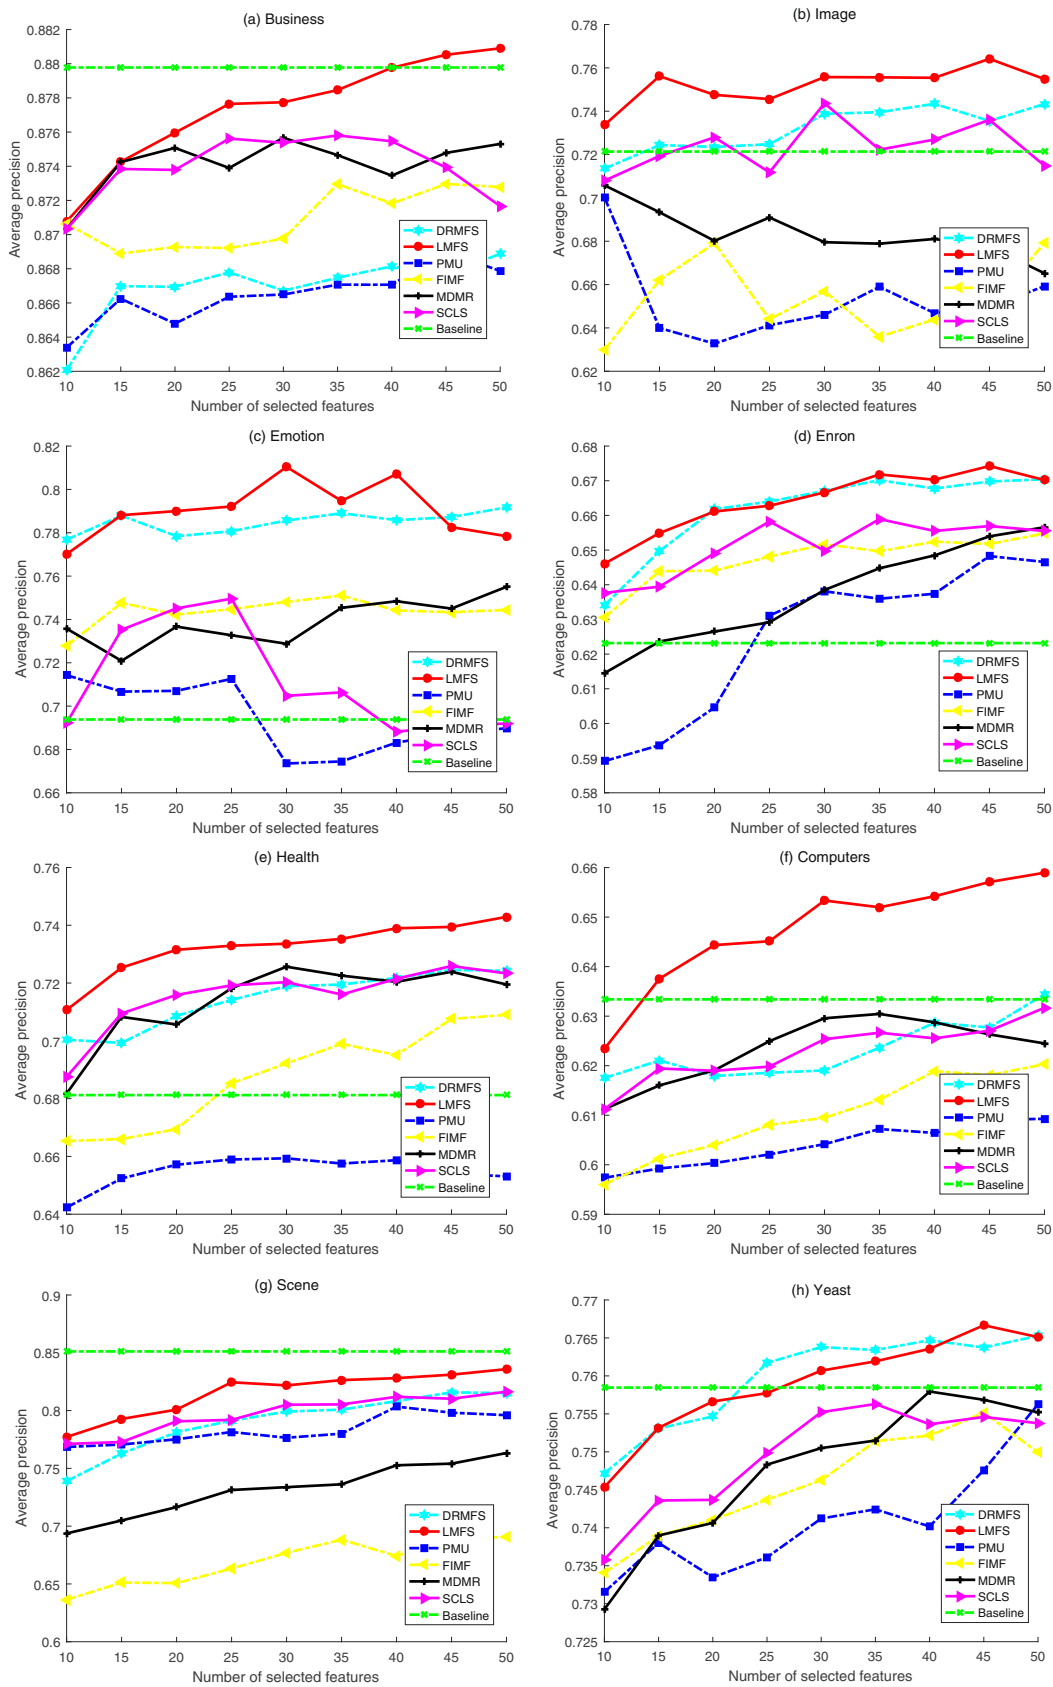 (a) Business
0.882
0.88
0.878
0.876
0.874
0.872
0.87
0.868
0.866
0.864
0.862
Average precision
10 15 20 25 30 35 40 45 50
Number of selected features
DRMFS
LMFS
PMU
FIMF
MDMR
SCLS
Baseline
(b) Image
0.78
0.76
0.74
0.72
0.7
0.68
0.66
0.64
0.62
Average precision
10 15 20 25 30 35 40 45 50
Number of selected features
DRMFS
LMFS
PMU
FIMF
MDMR
SCLS
Baseline
(c) Emotion
0.82
0.8
0.78
0.76
0.74
0.72
0.7
0.68
0.66
Average precision
10 15 20 25 30 35 40 45 50
Number of selected features
DRMFS
LMFS
PMU
FIMF
MDMR
SCLS
Baseline
(d) Enron
0.68
0.67
0.66
0.65
0.64
0.63
0.62
0.61
0.6
0.59
0.58
Average precision
10 15 20 25 30 35 40 45 50
Number of selected features
DRMFS
LMFS
PMU
FIMF
MDMR
SCLS
Baseline
(e) Health
0.76
0.74
0.72
0.7
0.68
0.66
0.64
Average precision
10 15 20 25 30 35 40 45 50
Number of selected features
DRMFS
LMFS
PMU
FIMF
MDMR
SCLS
Baseline
(f) Computers
0.66
0.65
0.64
0.63
0.62
0.61
0.6
0.59
Average precision
10 15 20 25 30 35 40 45 50
Number of selected features
DRMFS
LMFS
PMU
FIMF
MDMR
SCLS
Baseline
(g) Scene
0.9
0.85
0.8
0.75
0.7
0.65
0.6
Average precision
10 15 20 25 30 35 40 45 50
Number of selected features
DRMFS
LMFS
PMU
FIMF
MDMR
SCLS
Baseline
(h) Yeast
0.77
0.765
0.76
0.755
0.75
0.745
0.74
0.735
0.73
0.725
Average precision
10 15 20 25 30 35 40 45 50
Number of selected features
DRMFS
LMFS
PMU
FIMF
MDMR
SCLS
Baseline